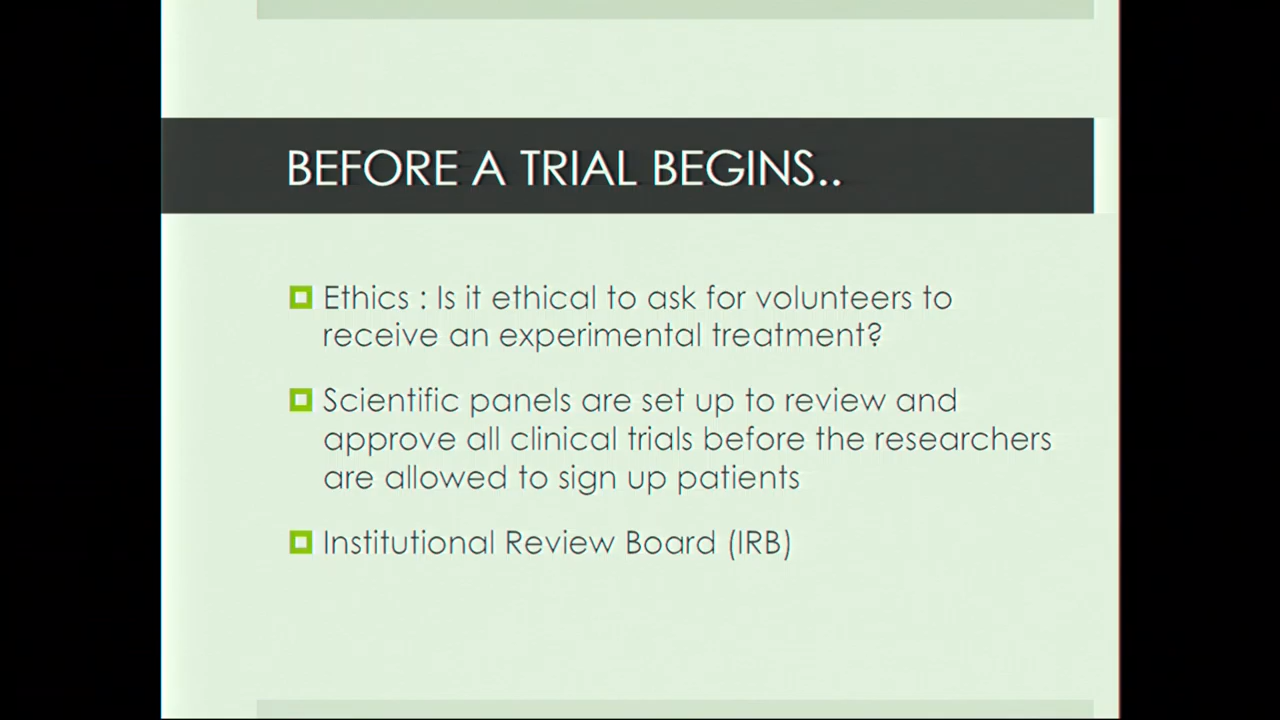 BEFORE A TRIAL BEGINS..
Ethics : Is it ethical to ask for volunteers to
receive an experimental treatment?
Scientific panels are set up to review and
approve all clinical trials before the researchers
are allowed to sign up patients
Institutional Review Board (IRB)